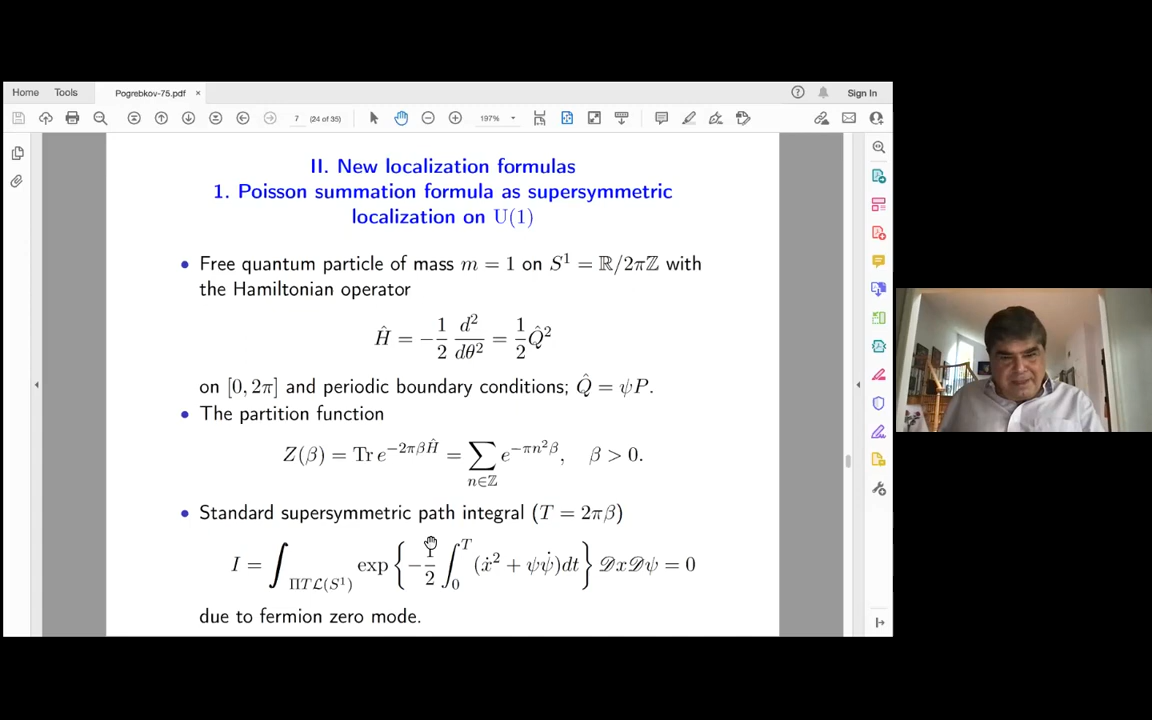 Home Tools Pogrebkov-75.pdf × Sign In
7 (24 of 35) 197%
II. New localization formulas
1. Poisson summation formula as supersymmetric
localization on U(1)
• Free quantum particle of mass m = 1 on S¹ = ℝ/2πℤ with
the Hamiltonian operator
Ĥ = −1/2 d²/dθ² = 1/2 Q̂²
on [0, 2π] and periodic boundary conditions; Q̂ = ψP.
• The partition function
Z(β) = Tr e^{−2πβĤ} = ∑_{n∈ℤ} e^{−πn²β}, β > 0.
• Standard supersymmetric path integral (T = 2πβ)
I = ∫_{ΠTℒ(S¹)} exp{−1/2 ∫₀ᵀ (ẋ² + ψψ̇)dt} 𝒟x𝒟ψ = 0
due to fermion zero mode.